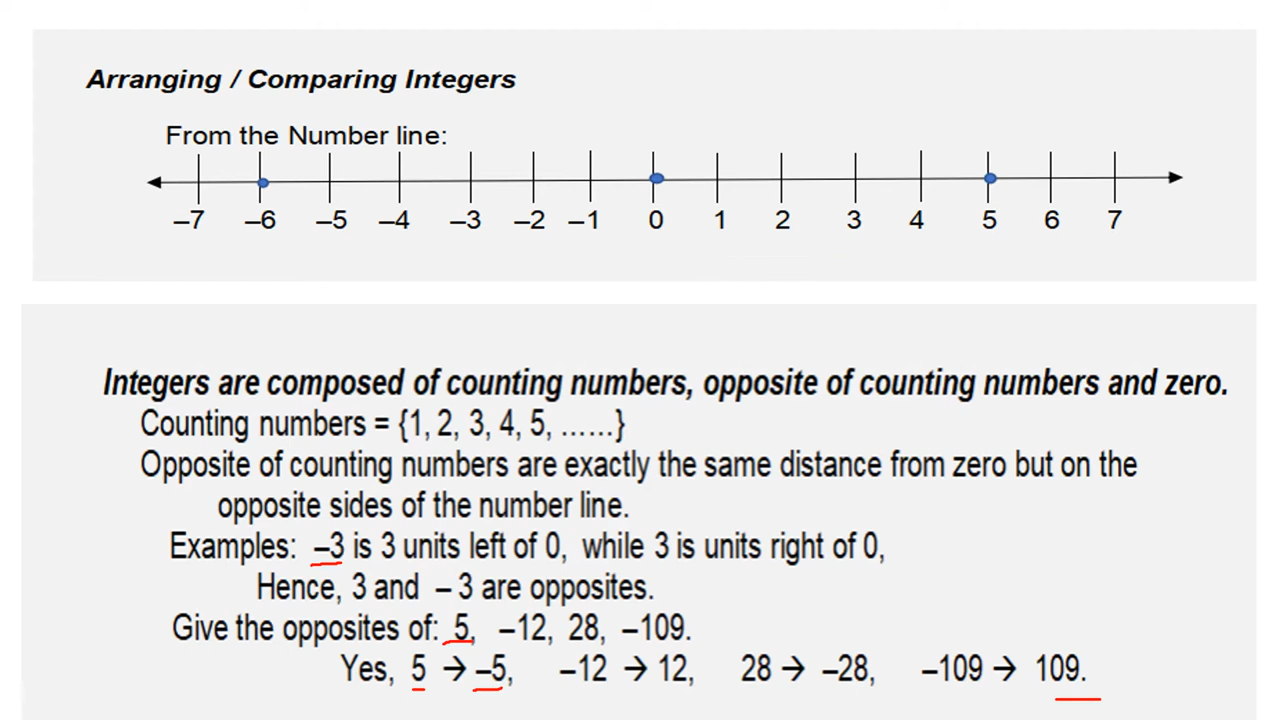 Arranging / Comparing Integers
From the Number line:
–7 –6 –5 –4 –3 –2 –1 0 1 2 3 4 5 6 7
Integers are composed of counting numbers, opposite of counting numbers and zero.
Counting numbers = {1, 2, 3, 4, 5, ......}
Opposite of counting numbers are exactly the same distance from zero but on the
opposite sides of the number line.
Examples: –3 is 3 units left of 0, while 3 is units right of 0,
Hence, 3 and – 3 are opposites.
Give the opposites of: 5, –12, 28, –109.
Yes, 5 → –5, –12 → 12, 28 → –28, –109 → 109.